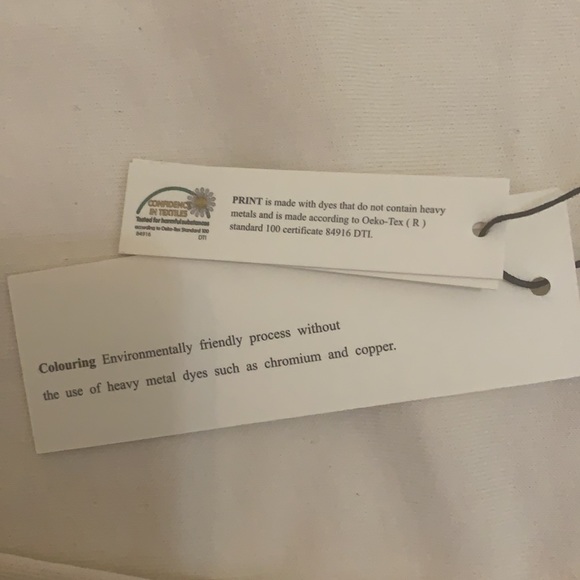 CONFIDENCE
IN TEXTILES
Tested for harmful substances
according to Oeko-Tex Standard 100
84916 DTI
PRINT is made with dyes that do not contain heavy
metals and is made according to Oeko-Tex ( R )
standard 100 certificate 84916 DTI.
Colouring Environmentally friendly process without
the use of heavy metal dyes such as chromium and copper.